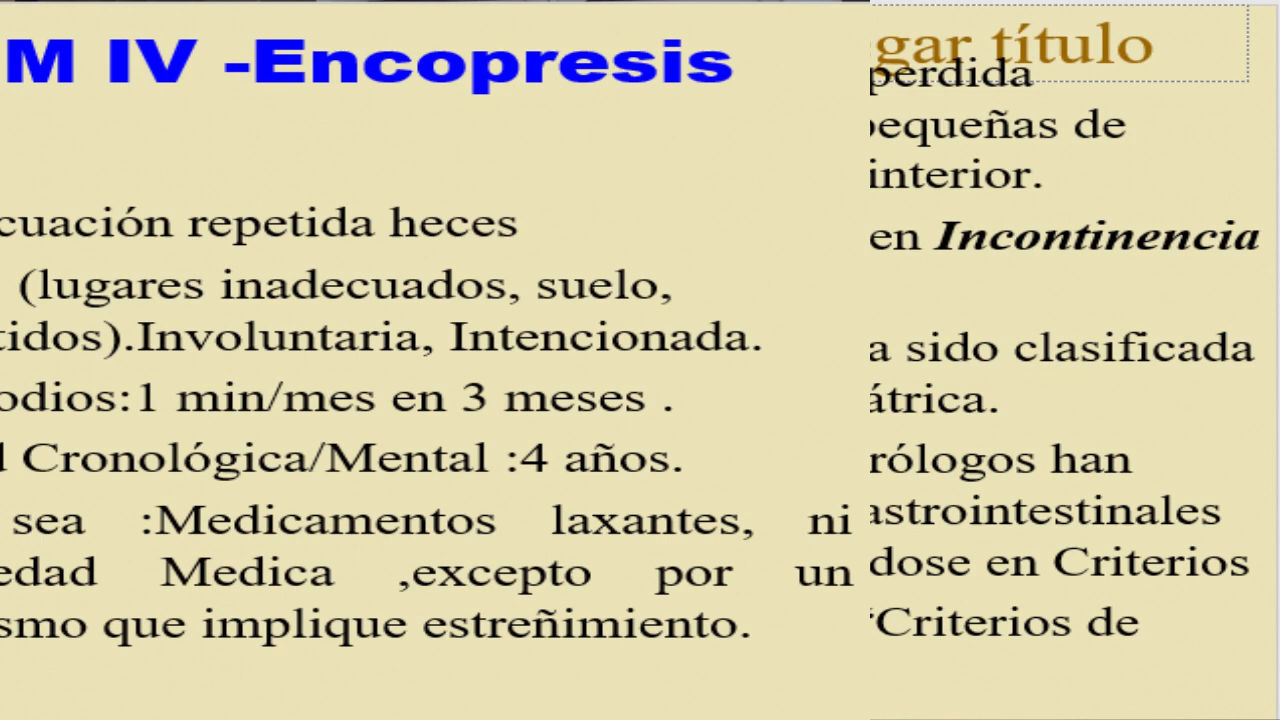 M IV -Encopresis
cuación repetida heces
(lugares inadecuados, suelo,
tidos).Involuntaria, Intencionada.
odios:1 min/mes en 3 meses .
Cronológica/Mental :4 años.
sea :Medicamentos laxantes, ni
edad Medica ,excepto por un
smo que implique estreñimiento.
gar título
perdida
pequeñas de
interior.
en Incontinencia
a sido clasificada
átrica.
rólogos han
astrointestinales
dose en Criterios
“Criterios de